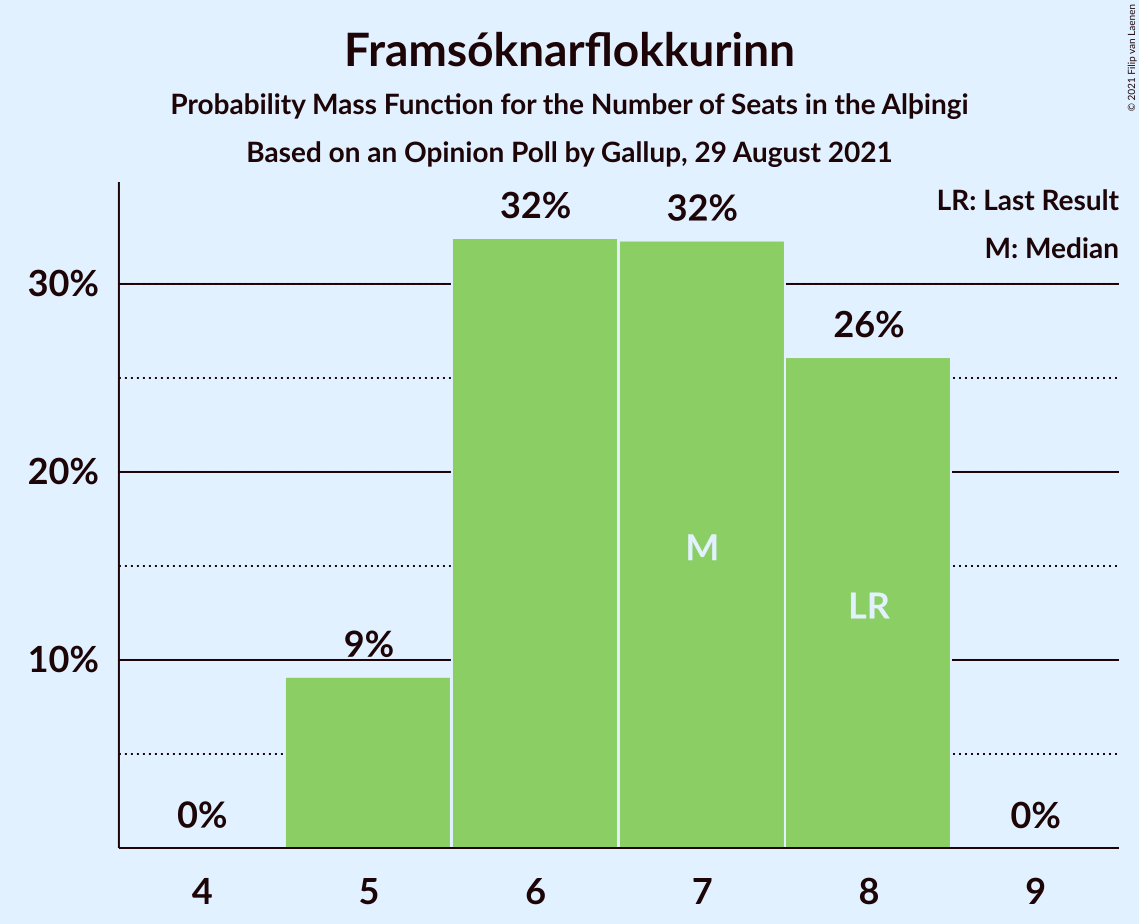 Framsóknarflokkurinn
Probability Mass Function for the Number of Seats in the Alþingi
Based on an Opinion Poll by Gallup, 29 August 2021
© 2021 Filip van Laenen
LR: Last Result
M: Median
32%
32%
30%
26%
20%
M
LR
9%
10%
0%
0%
4
5
6
7
8
9